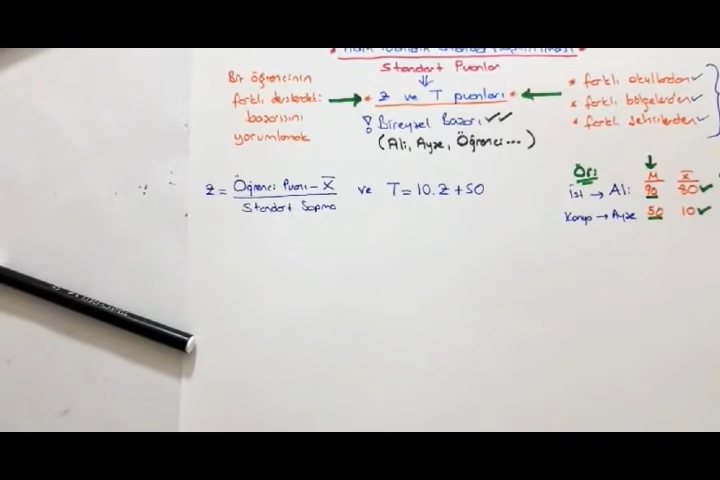 Standart Puanlar
z ve T puanları
! Bireysel Başarı ✓✓
(Ali, Ayşe, Öğrenci...)
Bir öğrencinin
farklı derslerdeki
başarısını
yorumlamak
* farklı okullardan ✓
* farklı bölgelerden ✓
* farklı şehirlerden ✓
z = Öğrenci Puanı - X̄ / Standart Sapma ve T = 10.z + 50
Ör:
M X̄
İst → Ali: 90 80 ✓
Konya → Ayşe 50 10 ✓